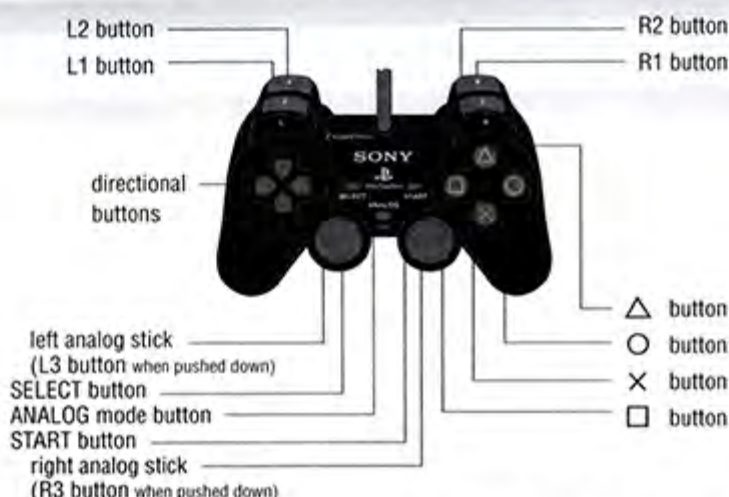 L2 button
R2 button
L1 button
R1 button
SONY
SELECT
START
ANALOG
directional
buttons
△ button
○ button
× button
□ button
left analog stick
(L3 button when pushed down)
SELECT button
ANALOG mode button
START button
right analog stick
(R3 button when pushed down)